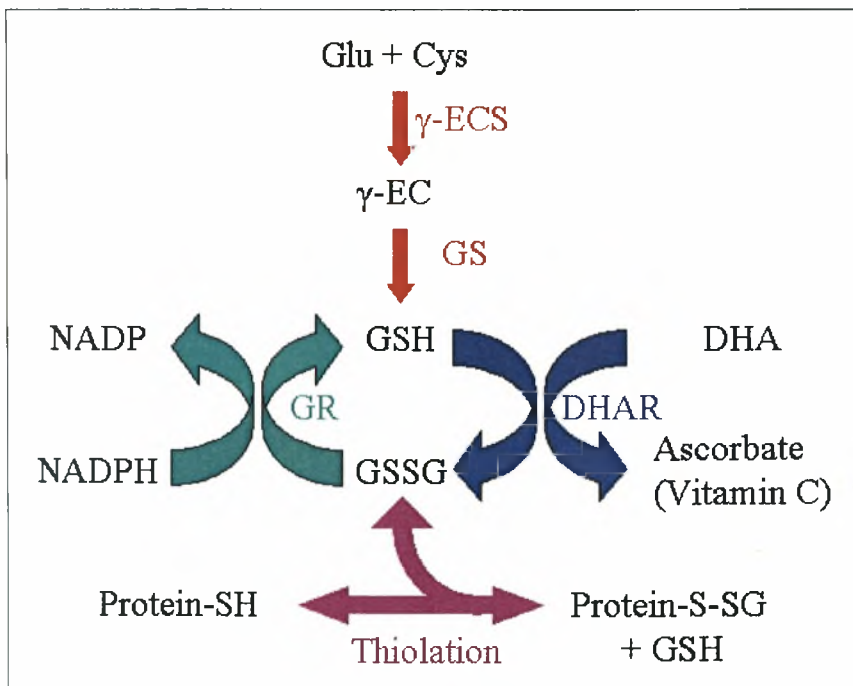 Glu + Cys
γ-ECS
γ-EC
GS
NADP
GSH
DHA
GR
DHAR
NADPH
GSSG
Ascorbate
(Vitamin C)
Protein-SH
Protein-S-SG
+ GSH
Thiolation